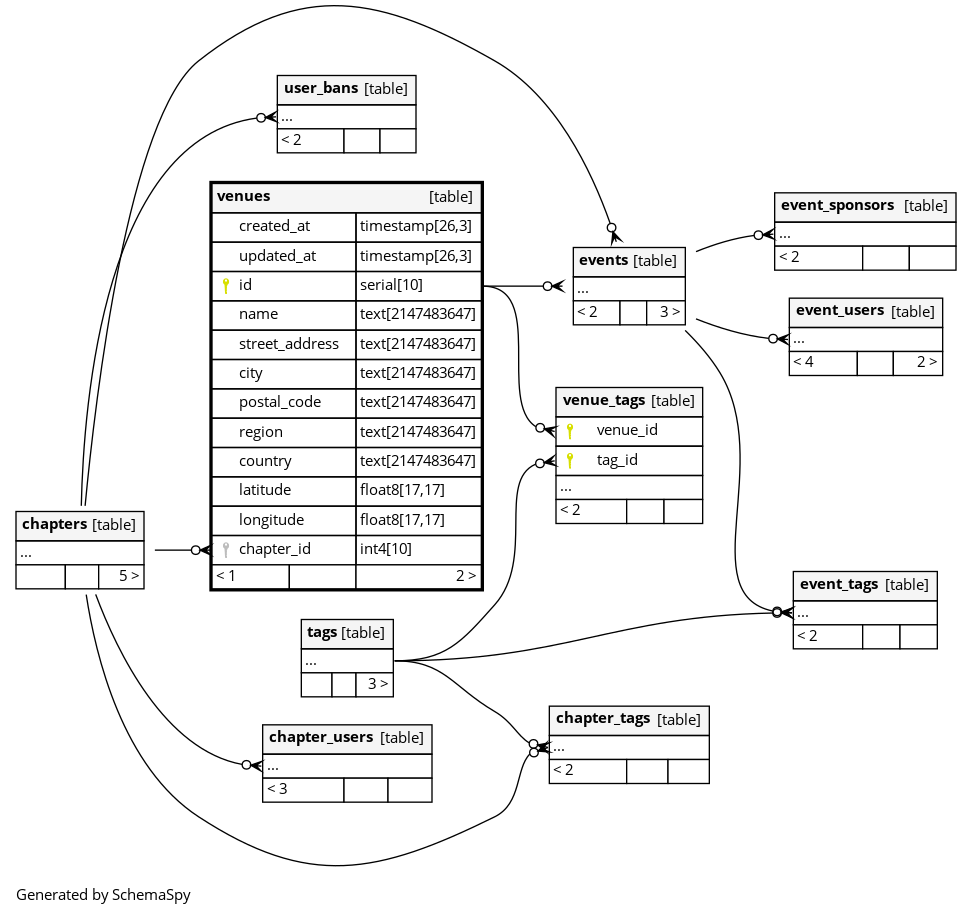 user_bans [table]
...
< 2
venues [table]
created_at timestamp[26,3]
updated_at timestamp[26,3]
id serial[10]
name text[2147483647]
street_address text[2147483647]
city text[2147483647]
postal_code text[2147483647]
region text[2147483647]
country text[2147483647]
latitude float8[17,17]
longitude float8[17,17]
chapter_id int4[10]
< 1 2 >
events [table]
...
< 2 3 >
event_sponsors [table]
...
< 2
event_users [table]
...
< 4 2 >
venue_tags [table]
venue_id
tag_id
...
< 2
chapters [table]
...
5 >
tags [table]
...
3 >
event_tags [table]
...
< 2
chapter_tags [table]
...
< 2
chapter_users [table]
...
< 3
Generated by SchemaSpy